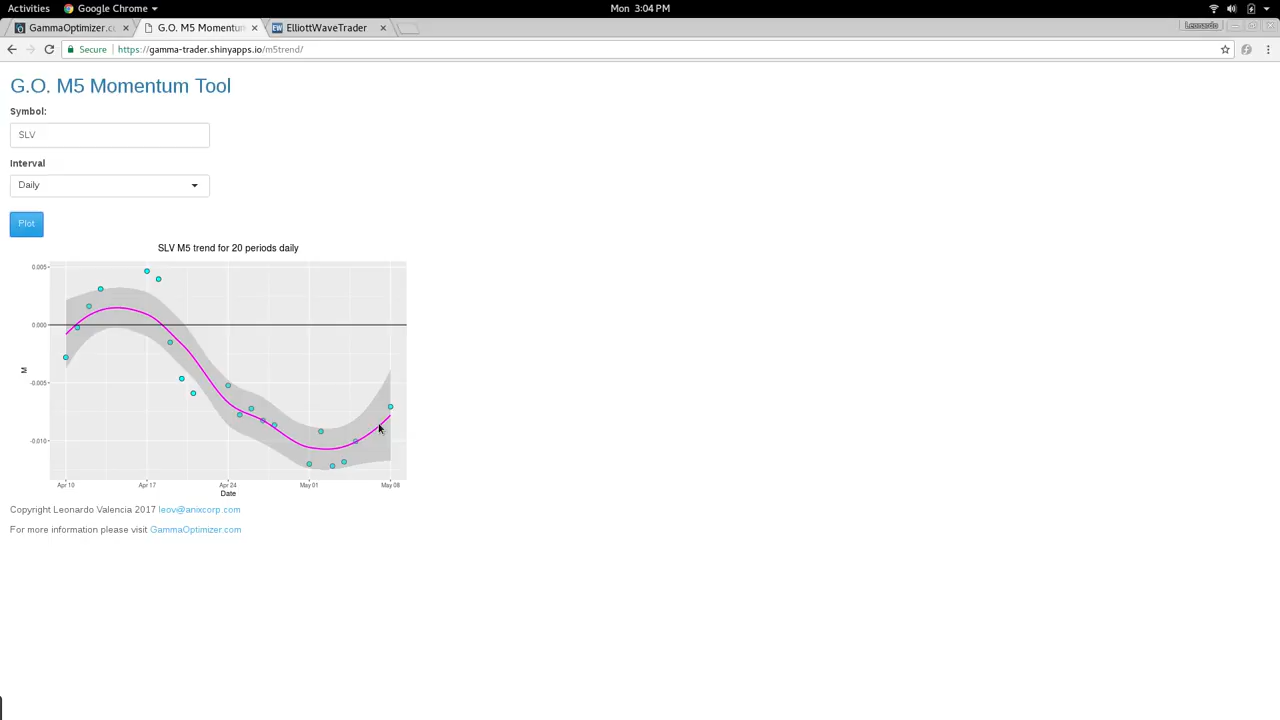 Activities Google Chrome Mon 3:04 PM
GammaOptimizer.c G.O. M5 Momentum ElliottWaveTrader Leonardo
Secure https://gamma-trader.shinyapps.io/m5trend/
G.O. M5 Momentum Tool
Symbol:
SLV
Interval
Daily
Plot
SLV M5 trend for 20 periods daily
0.005
0.000
-0.005
-0.010
M
Apr 10 Apr 17 Apr 24 May 01 May 08
Date
Copyright Leonardo Valencia 2017 leov@anixcorp.com
For more information please visit GammaOptimizer.com